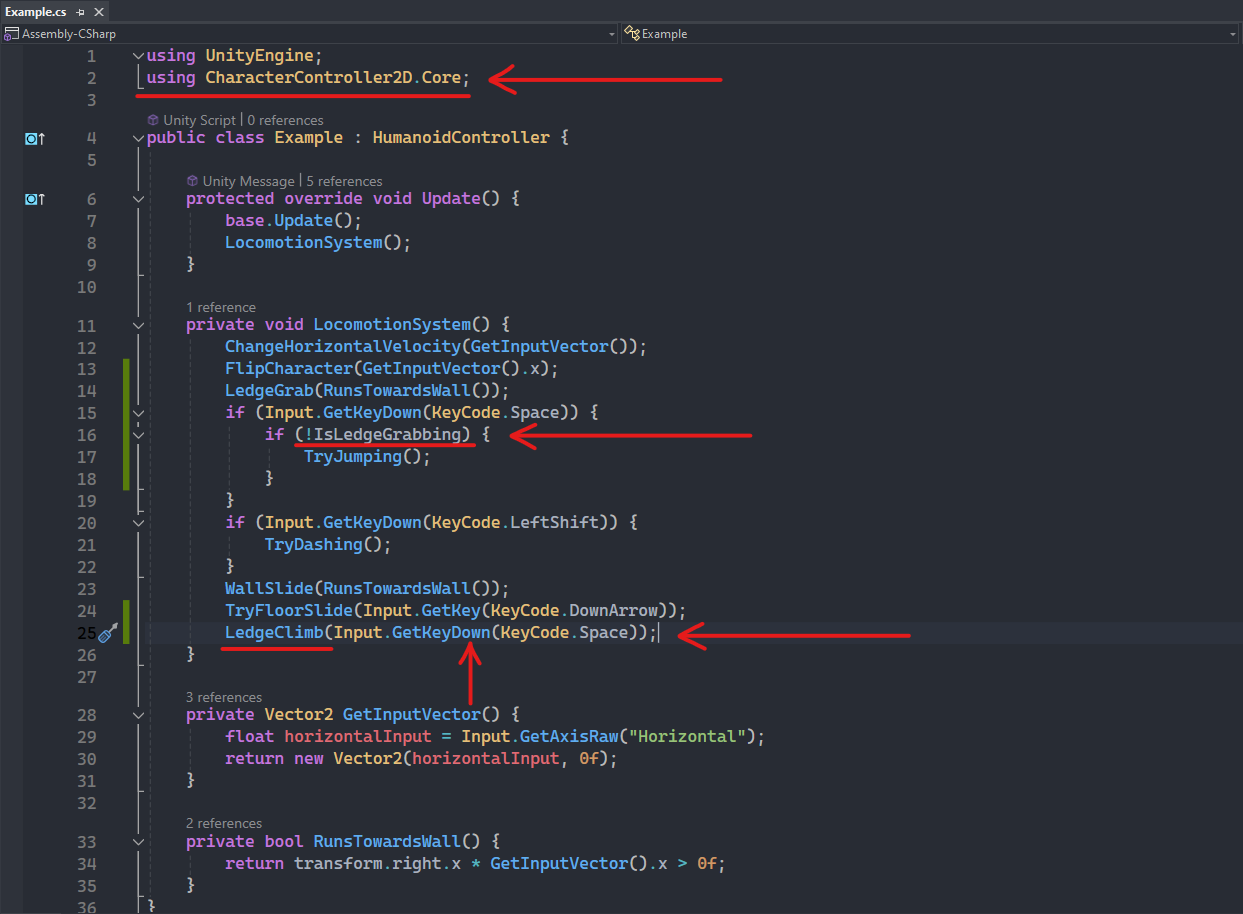 Example.cs
Assembly-CSharp
Example
1 using UnityEngine;
2 using CharacterController2D.Core;
3
Unity Script | 0 references
4 public class Example : HumanoidController {
5
Unity Message | 5 references
6 protected override void Update() {
7 base.Update();
8 LocomotionSystem();
9 }
10
1 reference
11 private void LocomotionSystem() {
12 ChangeHorizontalVelocity(GetInputVector());
13 FlipCharacter(GetInputVector().x);
14 LedgeGrab(RunsTowardsWall());
15 if (Input.GetKeyDown(KeyCode.Space)) {
16 if (!IsLedgeGrabbing) {
17 TryJumping();
18 }
19 }
20 if (Input.GetKeyDown(KeyCode.LeftShift)) {
21 TryDashing();
22 }
23 WallSlide(RunsTowardsWall());
24 TryFloorSlide(Input.GetKey(KeyCode.DownArrow));
25 LedgeClimb(Input.GetKeyDown(KeyCode.Space));
26 }
27
3 references
28 private Vector2 GetInputVector() {
29 float horizontalInput = Input.GetAxisRaw("Horizontal");
30 return new Vector2(horizontalInput, 0f);
31 }
32
2 references
33 private bool RunsTowardsWall() {
34 return transform.right.x * GetInputVector().x > 0f;
35 }
36 }